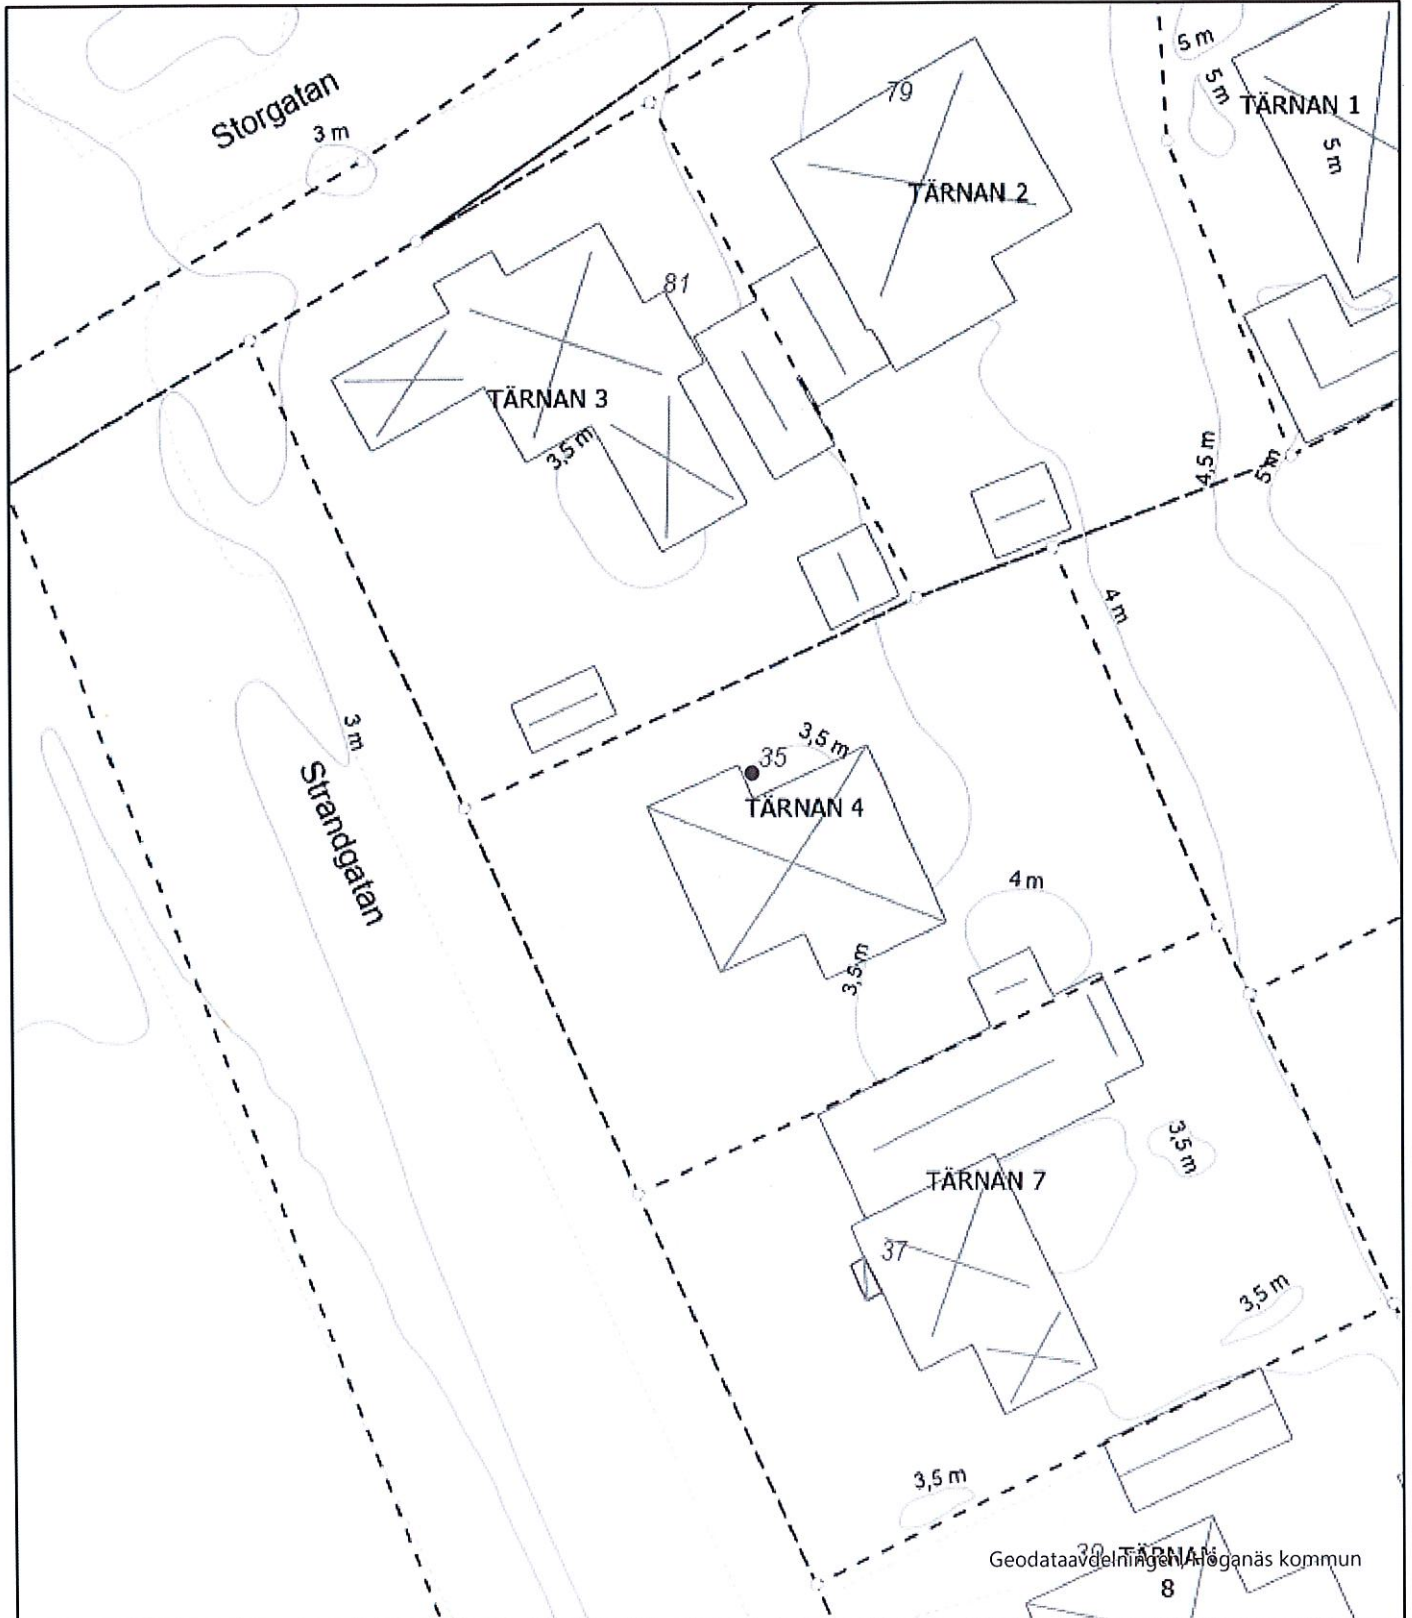 5 m
Storgatan
79
5 m
TÄRNAN 1
3 m
5 m
TÄRNAN 2
81
TÄRNAN 3
3,5 m
4,5 m
5 m
4 m
3 m
3,5 m
35
Strandgatan
TÄRNAN 4
4 m
3,5 m
3,5 m
TÄRNAN 7
37
3,5 m
3,5 m
TÄRNAN
Geodataavdelningen, Höganäs kommun
8